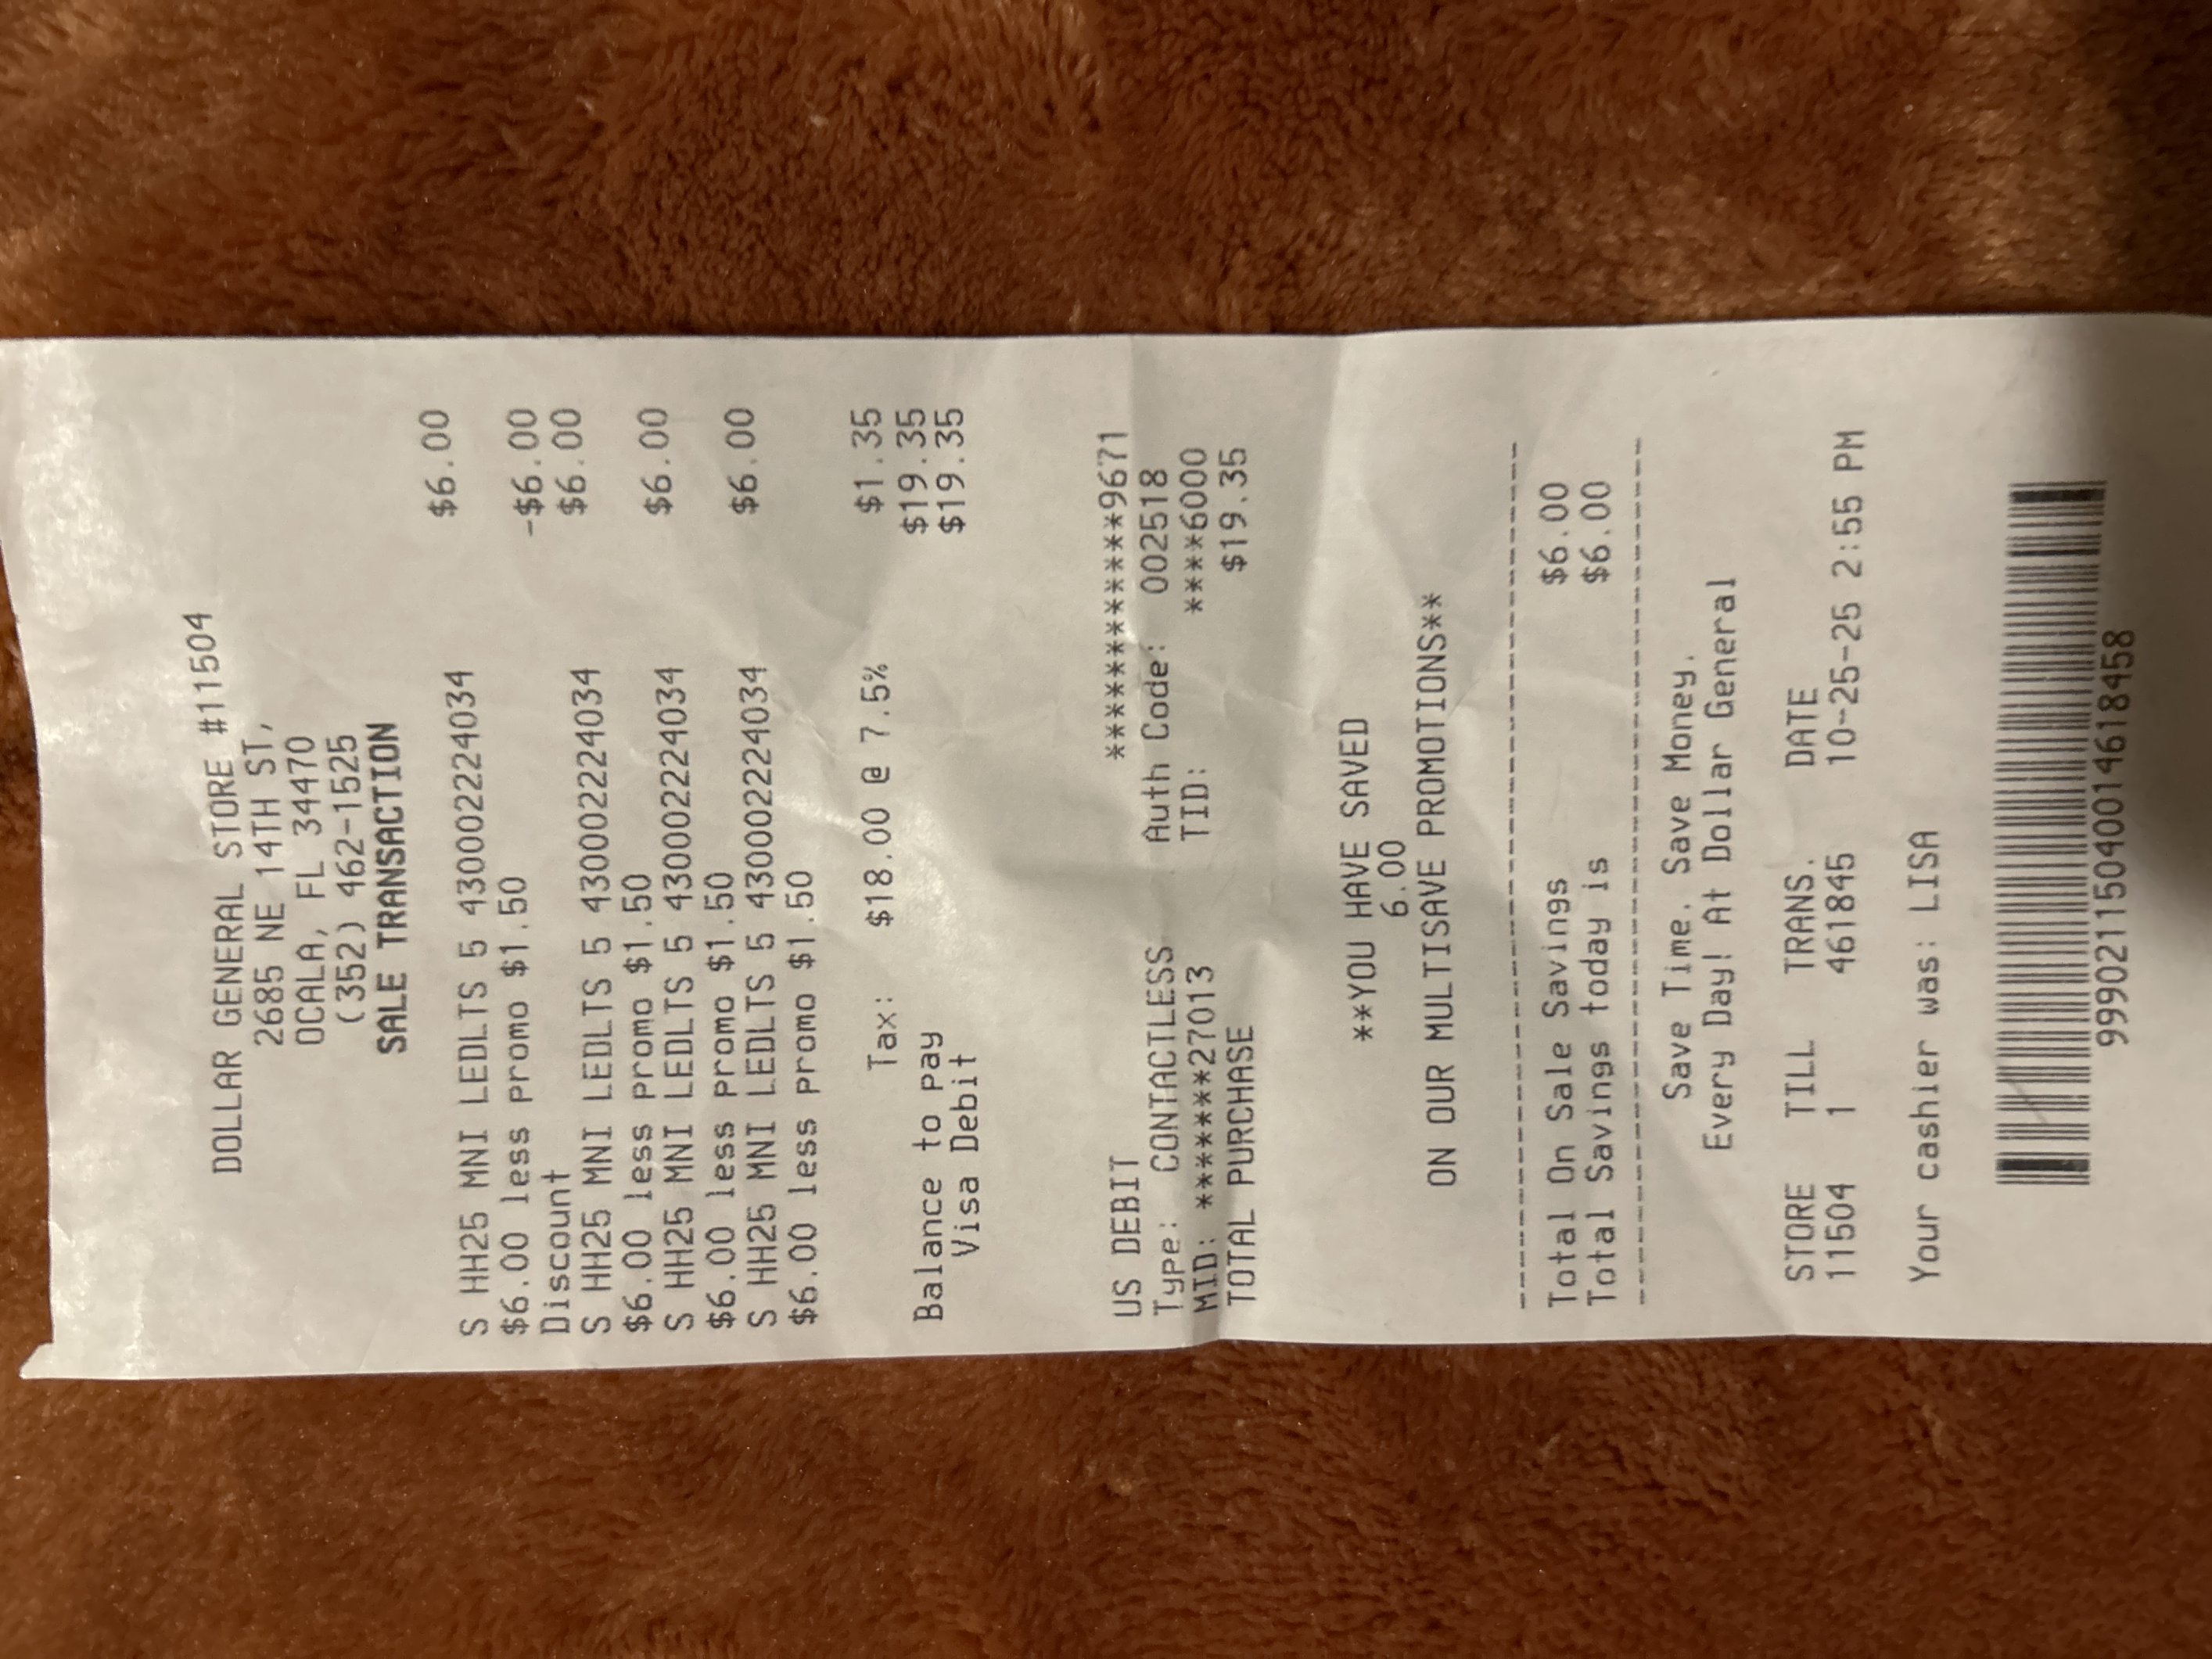 DOLLAR GENERAL STORE #11504
2685 NE 14TH ST,
OCALA, FL 34470
(352) 462-1525
SALE TRANSACTION
S HH25 MNI LEDLTS 5 430002224034 $6.00
$6.00 less promo $1.50
Discount -$6.00
S HH25 MNI LEDLTS 5 430002224034 $6.00
$6.00 less promo $1.50
S HH25 MNI LEDLTS 5 430002224034 $6.00
$6.00 less promo $1.50
S HH25 MNI LEDLTS 5 430002224034 $6.00
$6.00 less promo $1.50
Tax: $18.00 @ 7.5% $1.35
Balance to pay $19.35
Visa Debit $19.35
US DEBIT ************9671
Type: CONTACTLESS Auth Code: 002518
MID: *******27013 TID: ****6000
TOTAL PURCHASE $19.35
**YOU HAVE SAVED
6.00
ON OUR MULTISAVE PROMOTIONS**
Total On Sale Savings $6.00
Total Savings today is $6.00
Save Time. Save Money.
Every Day! At Dollar General
STORE TILL TRANS. DATE
11504 1 461845 10-25-25 2:55 PM
Your cashier was: LISA
99902115040014618458